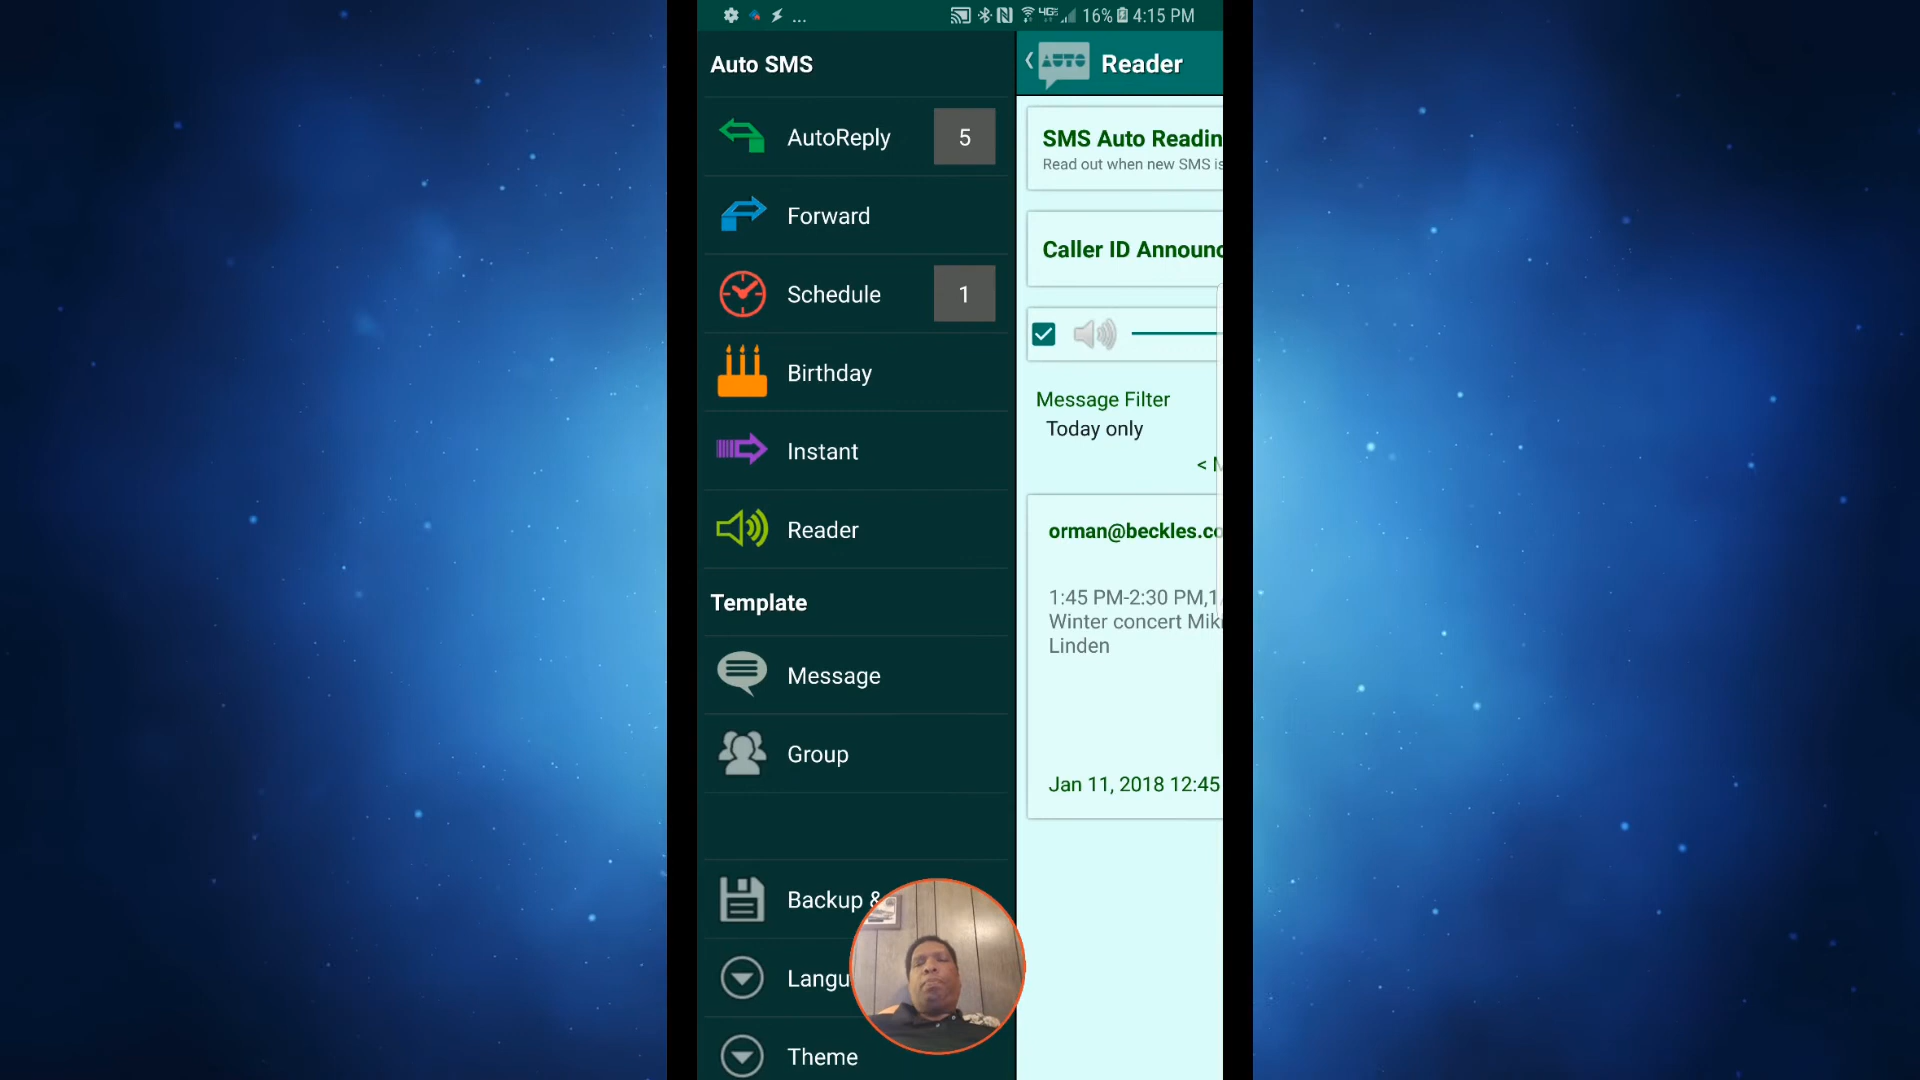 ... 4G 16% 4:15 PM
Auto SMS
AUTO Reader
AutoReply 5
Forward
Schedule 1
Birthday
Instant
Reader
Template
Message
Group
Backup &
Langu
Theme
SMS Auto Readin
Read out when new SMS is
Caller ID Announc
Message Filter
Today only
<
orman@beckles.co
1:45 PM-2:30 PM,1/
Winter concert Mik
Linden
Jan 11, 2018 12:45